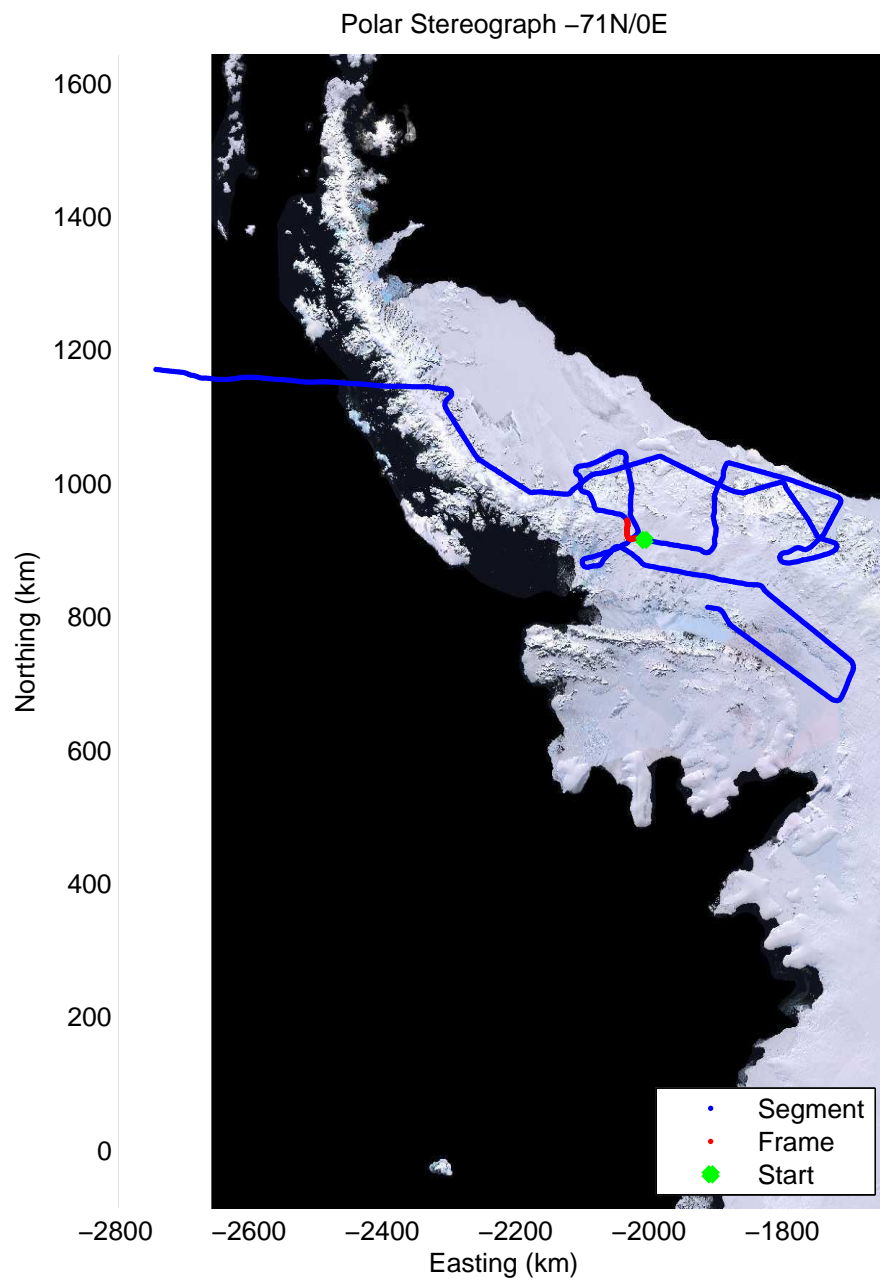 Polar Stereograph −71N/0E
1600
1400
1200
1000
800
600
400
200
0
Northing (km)
−2800 −2600 −2400 −2200 −2000 −1800
Easting (km)
Segment
Frame
Start